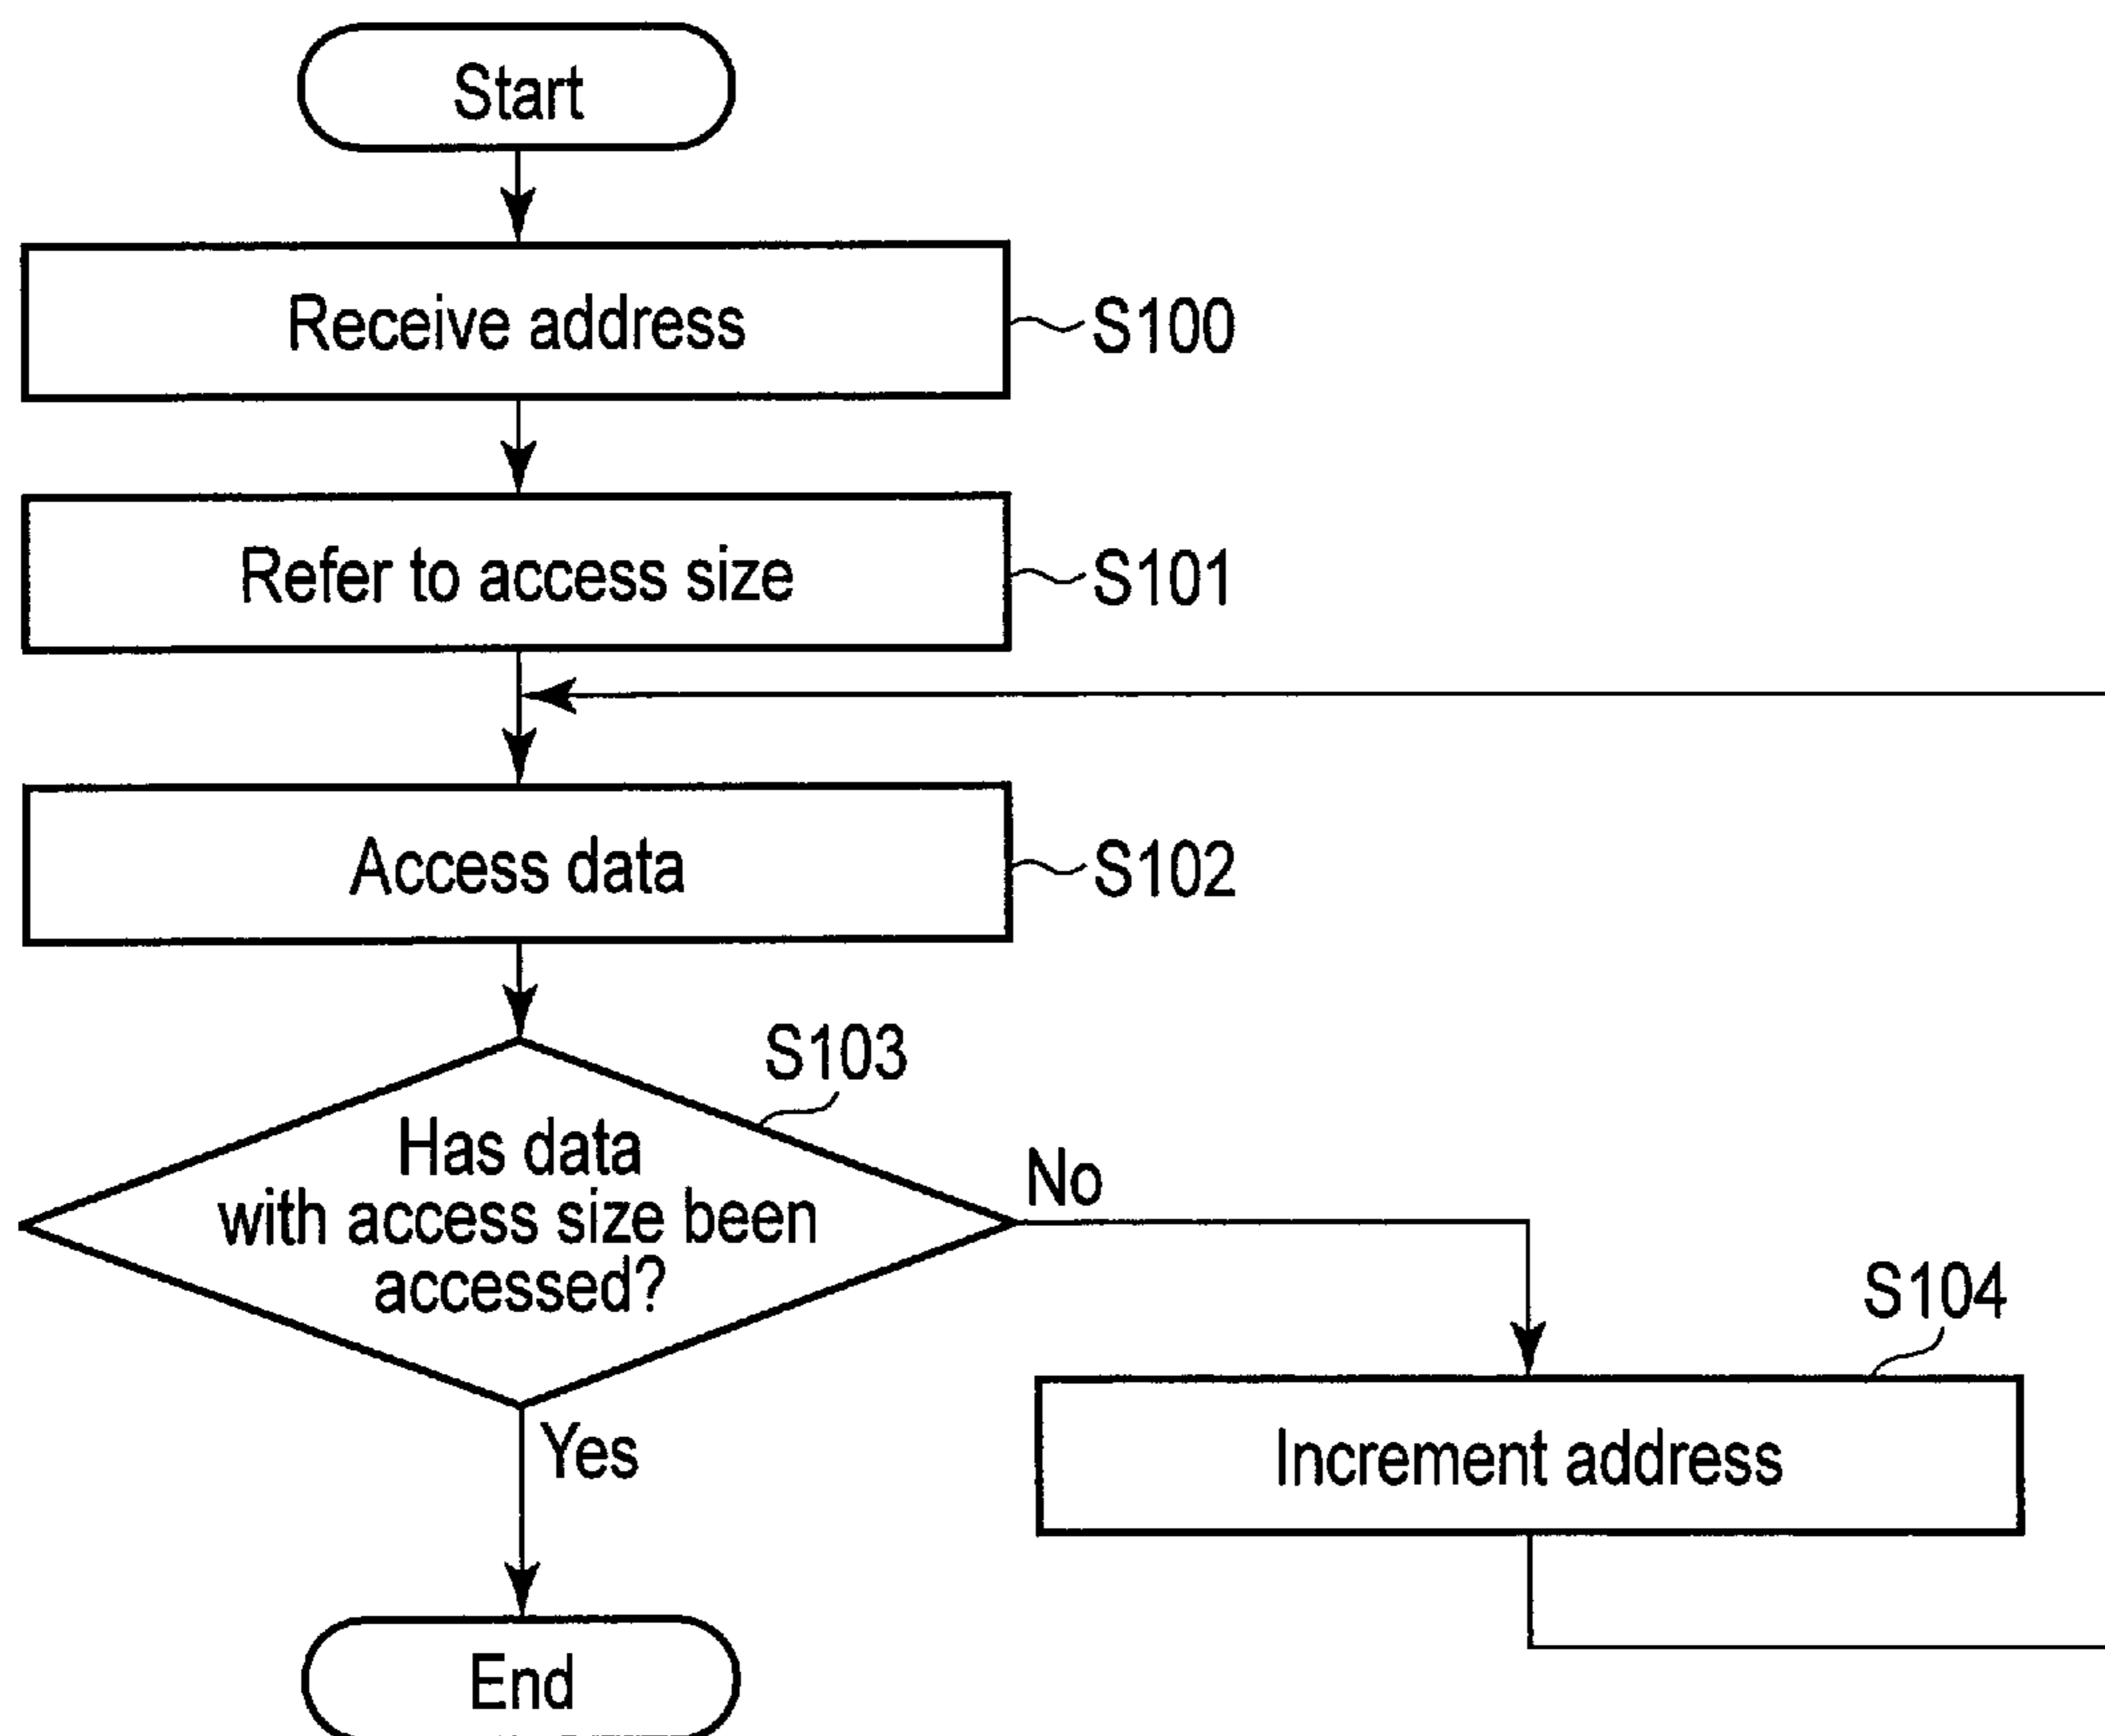 Start
Receive address
S100
Refer to access size
S101
Access data
S102
S103
Has data
with access size been
accessed?
No
S104
Increment address
Yes
End